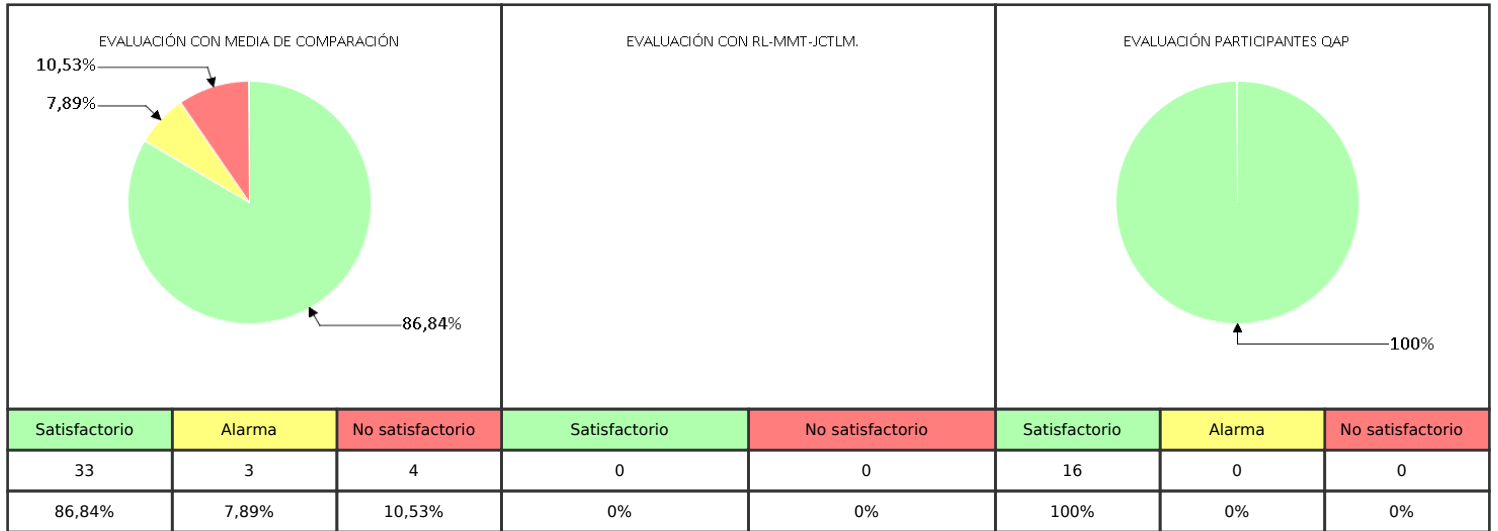 EVALUACIÓN CON MEDIA DE COMPARACIÓN
10,53%
7,89%
86,84%
EVALUACIÓN CON RL-MMT-JCTLM.
EVALUACIÓN PARTICIPANTES QAP
100%
Satisfactorio Alarma No satisfactorio Satisfactorio No satisfactorio Satisfactorio Alarma No satisfactorio
33 3 4 0 0 16 0 0
86,84% 7,89% 10,53% 0% 0% 100% 0% 0%